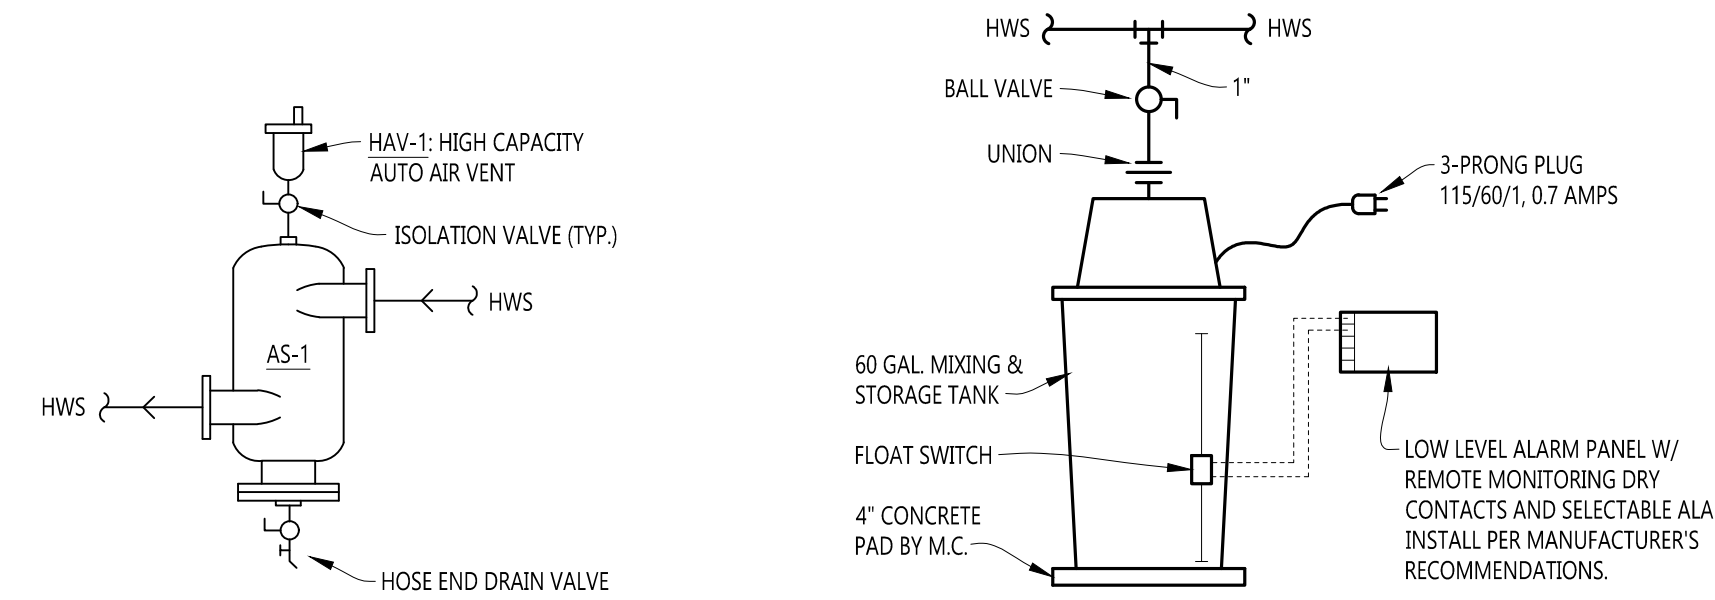 HAV-1: HIGH CAPACITY
AUTO AIR VENT
ISOLATION VALVE (TYP.)
HWS
AS-1
HWS
HOSE END DRAIN VALVE
HWS
HWS
1"
BALL VALVE
UNION
3-PRONG PLUG
115/60/1, 0.7 AMPS
60 GAL. MIXING &
STORAGE TANK
FLOAT SWITCH
4" CONCRETE
PAD BY M.C.
LOW LEVEL ALARM PANEL W/
REMOTE MONITORING DRY
CONTACTS AND SELECTABLE ALA
INSTALL PER MANUFACTURER'S
RECOMMENDATIONS.